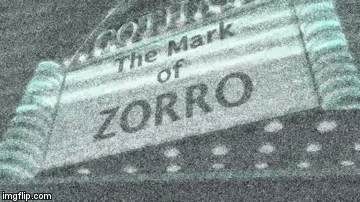 The Mark
of
ZORRO
imgflip.com